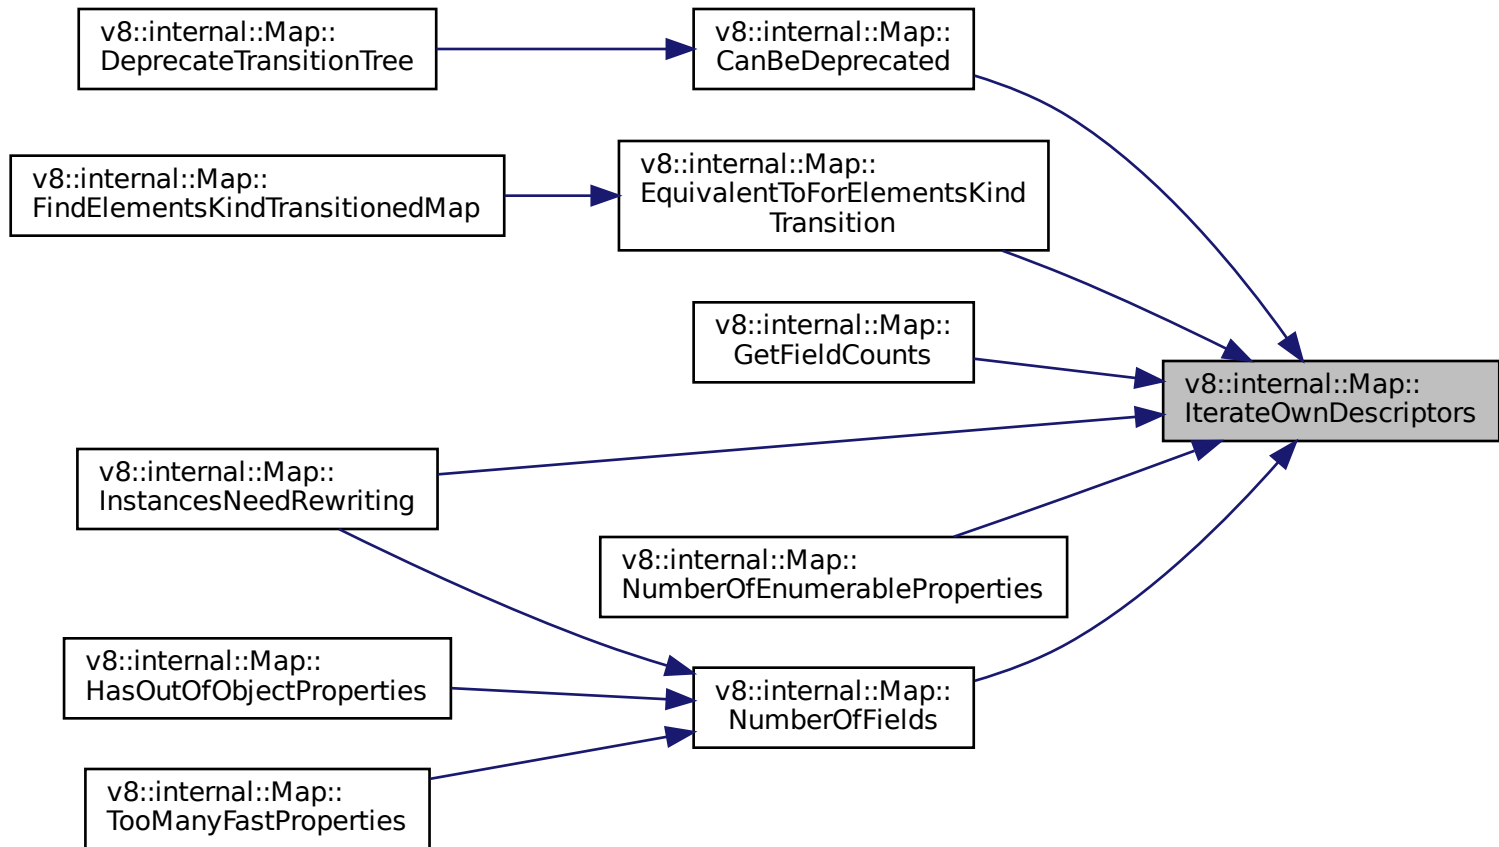 v8::internal::Map::
DeprecateTransitionTree
v8::internal::Map::
CanBeDeprecated
v8::internal::Map::
FindElementsKindTransitionedMap
v8::internal::Map::
EquivalentToForElementsKind
Transition
v8::internal::Map::
GetFieldCounts
v8::internal::Map::
IterateOwnDescriptors
v8::internal::Map::
InstancesNeedRewriting
v8::internal::Map::
NumberOfEnumerableProperties
v8::internal::Map::
HasOutOfObjectProperties
v8::internal::Map::
NumberOfFields
v8::internal::Map::
TooManyFastProperties